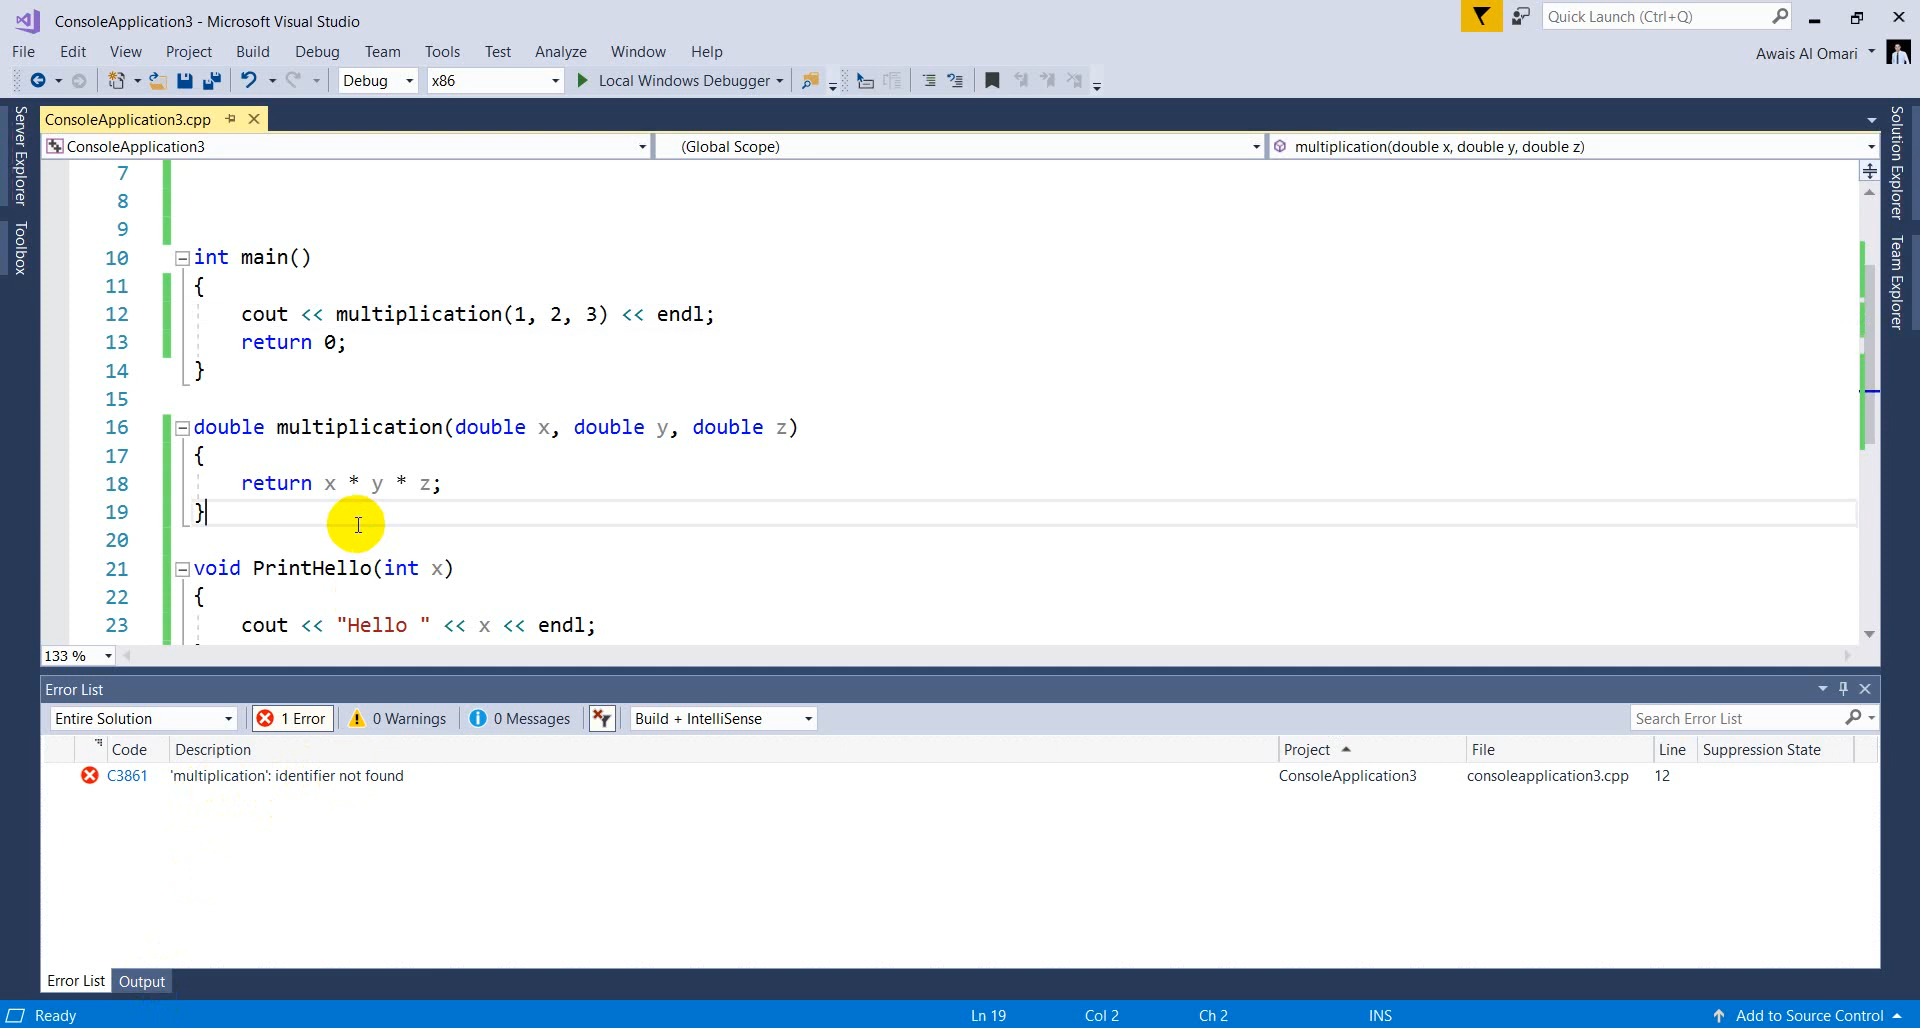 ConsoleApplication3 - Microsoft Visual Studio
Quick Launch (Ctrl+Q)
File Edit View Project Build Debug Team Tools Test Analyze Window Help
Awais Al Omari
Debug x86 Local Windows Debugger
Server Explorer
Toolbox
Solution Explorer
Team Explorer
ConsoleApplication3.cpp
ConsoleApplication3 (Global Scope) multiplication(double x, double y, double z)
7
8
9
10 int main()
11 {
12 cout << multiplication(1, 2, 3) << endl;
13 return 0;
14 }
15
16 double multiplication(double x, double y, double z)
17 {
18 return x * y * z;
19 }
20
21 void PrintHello(int x)
22 {
23 cout << "Hello " << x << endl;
133 %
Error List
Entire Solution 1 Error 0 Warnings 0 Messages Build + IntelliSense Search Error List
Code Description Project File Line Suppression State
C3861 'multiplication': identifier not found ConsoleApplication3 consoleapplication3.cpp 12
Error List Output
Ready Ln 19 Col 2 Ch 2 INS Add to Source Control